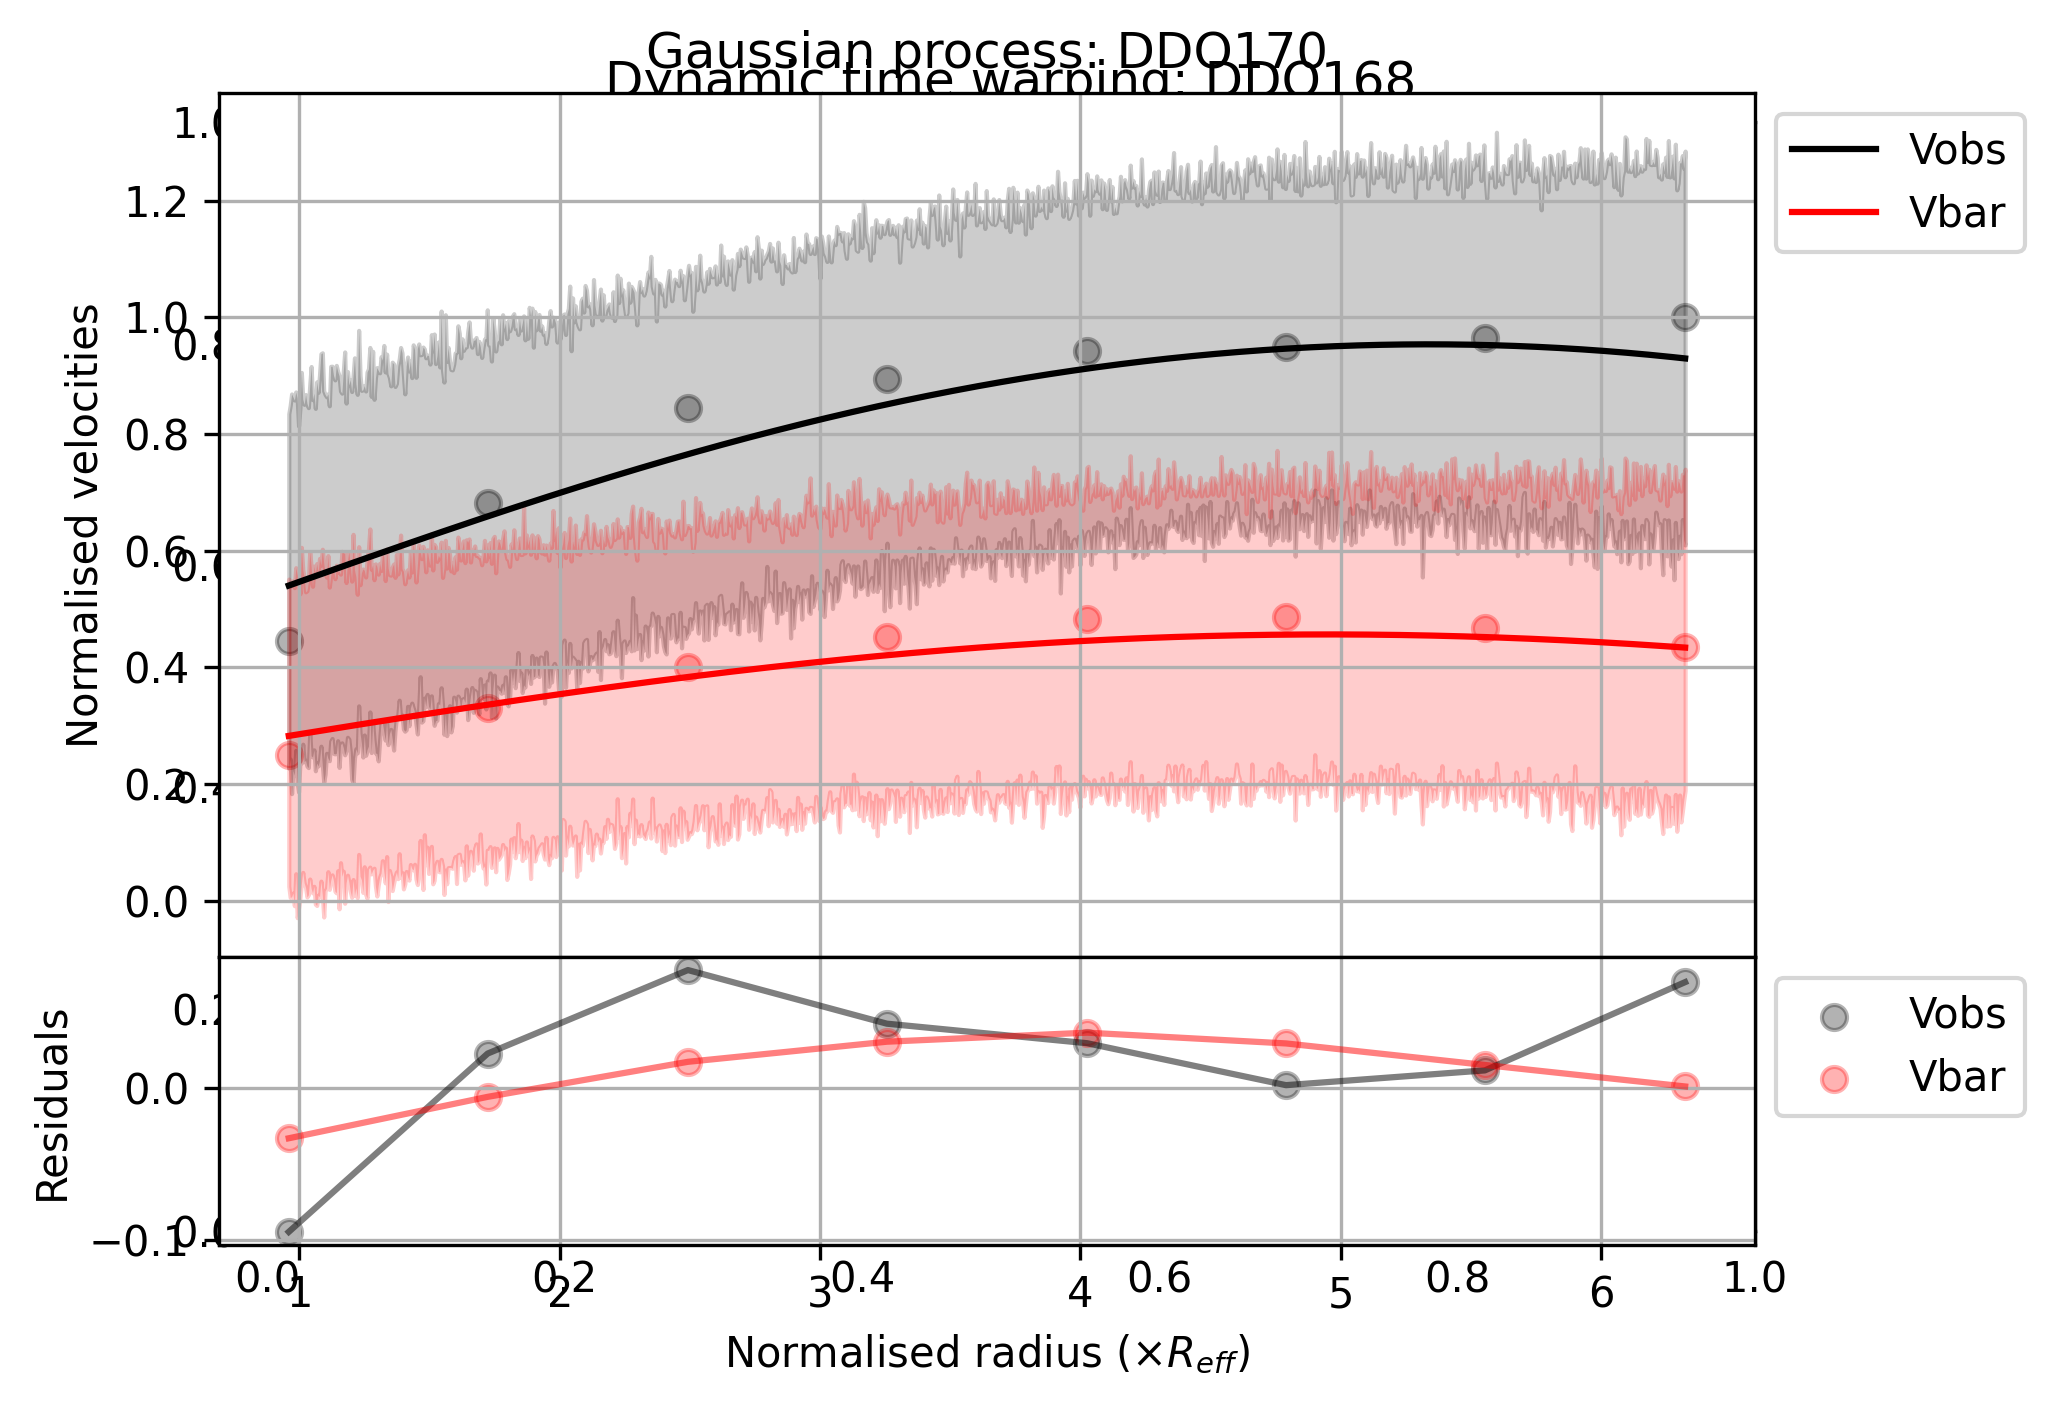 Gaussian process: DDO170
Dynamic time warping: DDO168
Normalised velocities
1.2
1.0
0.8
0.6
0.4
0.2
0.0
Vobs
Vbar
Residuals
0.0
−0.1
Vobs
Vbar
0.0 0.2 0.4 0.6 0.8 1.0
1 2 3 4 5 6
Normalised radius (×R_eff)